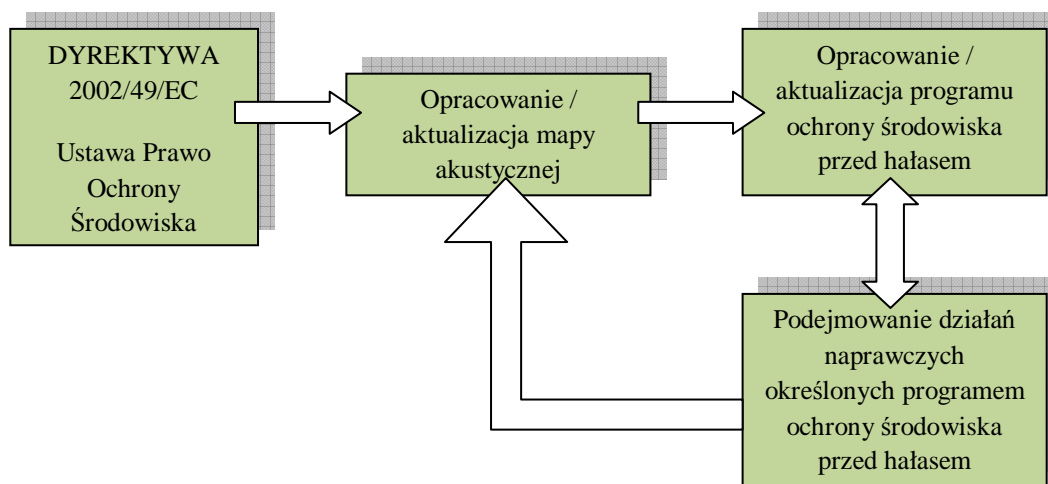 DYREKTYWA
2002/49/EC
Ustawa Prawo
Ochrony
Środowiska
Opracowanie /
aktualizacja mapy
akustycznej
Opracowanie /
aktualizacja programu
ochrony środowiska
przed hałasem
Podejmowanie działań
naprawczych
określonych programem
ochrony środowiska
przed hałasem